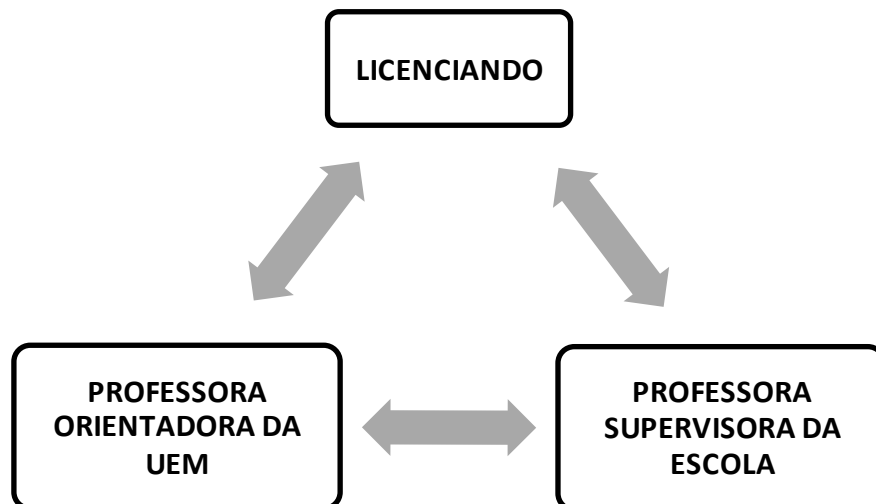 LICENCIANDO
PROFESSORA
ORIENTADORA DA
UEM
PROFESSORA
SUPERVISORA DA
ESCOLA